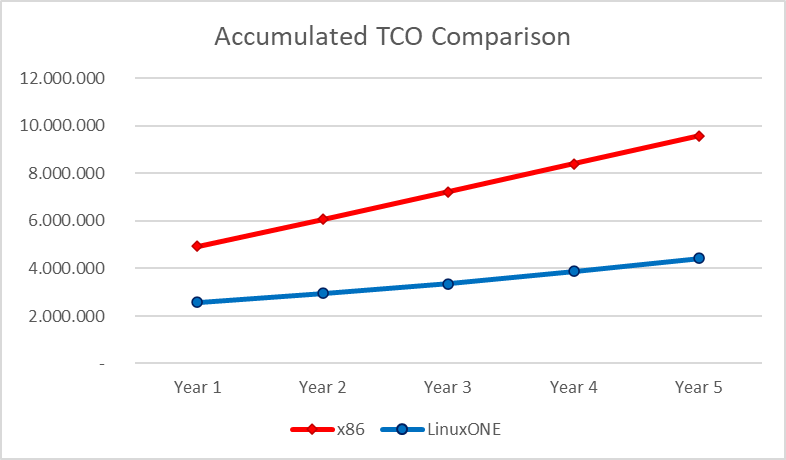 Accumulated TCO Comparison
12.000.000
10.000.000
8.000.000
6.000.000
4.000.000
2.000.000
-
Year 1 Year 2 Year 3 Year 4 Year 5
x86 LinuxONE